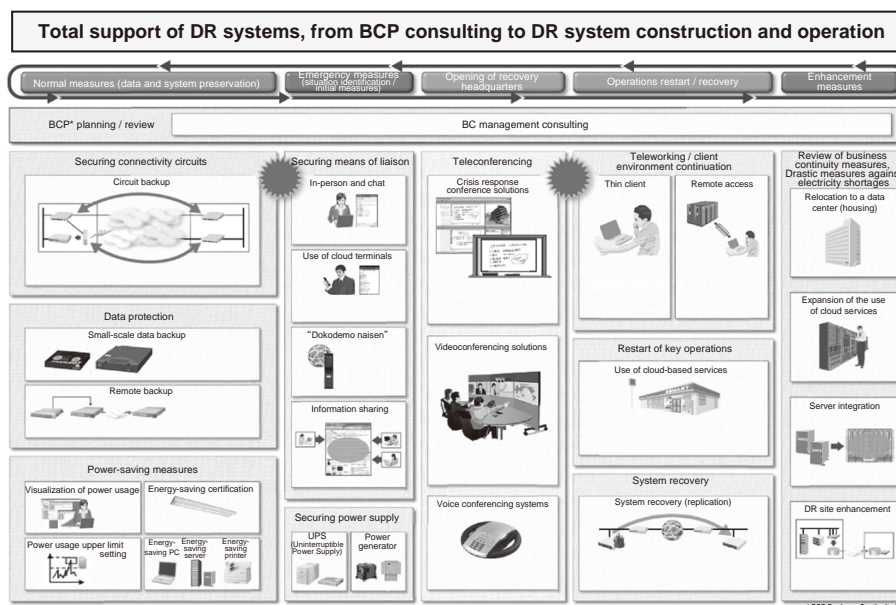 Total support of DR systems, from BCP consulting to DR system construction and operation
Normal measures (data and system preservation)
Emergency measures
(situation identification /
initial measures)
Opening of recovery
headquarters
Operations restart / recovery
Enhancement
measures
BCP* planning / review
BC management consulting
Securing connectivity circuits
Circuit backup
Data protection
Small-scale data backup
Remote backup
Power-saving measures
Visualization of power usage
Energy-saving certification
Power usage upper limit
setting
Energy-
saving PC
Energy-
saving
server
Energy-
saving
printer
Securing means of liaison
In-person and chat
Use of cloud terminals
"Dokodemo naisen"
Information sharing
Securing power supply
UPS
(Uninterruptible
Power Supply)
Power
generator
Teleconferencing
Crisis response
conference solutions
Videoconferencing solutions
Voice conferencing systems
Teleworking / client
environment continuation
Thin client
Remote access
Restart of key operations
Use of cloud-based services
System recovery
System recovery (replication)
Review of business
continuity measures,
Drastic measures against
electricity shortages
Relocation to a data
center (housing)
Expansion of the use
of cloud services
Server integration
DR site enhancement